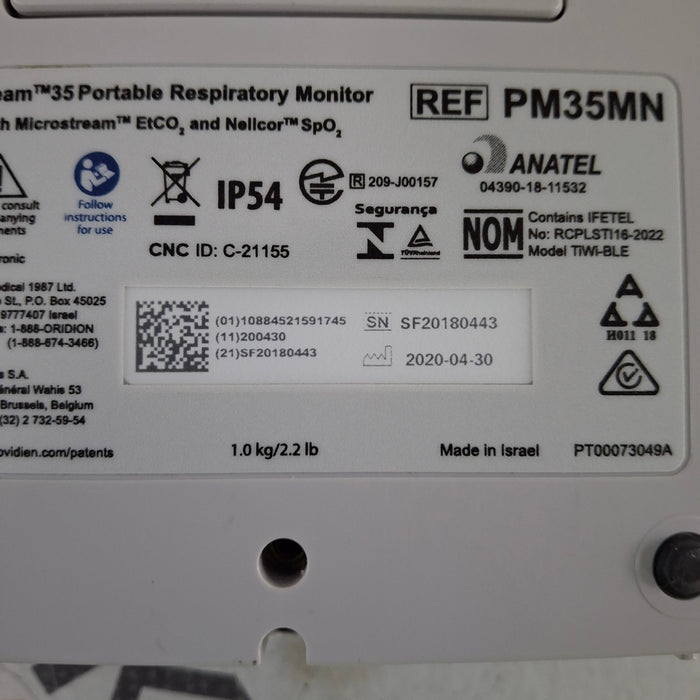 eam™35 Portable Respiratory Monitor
h Microstream™ EtCO₂ and Nellcor™ SpO₂
REF PM35MN
consult
anying
ments
Follow
instructions
for use
IP54
R 209-J00157
ANATEL
04390-18-11532
Segurança
TÜVRheinland
NOM
Contains IFETEL
No: RCPLSTI16-2022
Model TiWi-BLE
CNC ID: C-21155
ronic
dical 1987 Ltd.
St., P.O. Box 45025
9777407 Israel
s: 1-888-ORIDION
(1-888-674-3466)
(01)10884521591745
(11)200430
(21)SF20180443
SN SF20180443
2020-04-30
H011 18
s S.A.
énéral Wahis 53
Brussels, Belgium
(32) 2 732-59-54
ovidien.com/patents
1.0 kg/2.2 lb
Made in Israel
PT00073049A